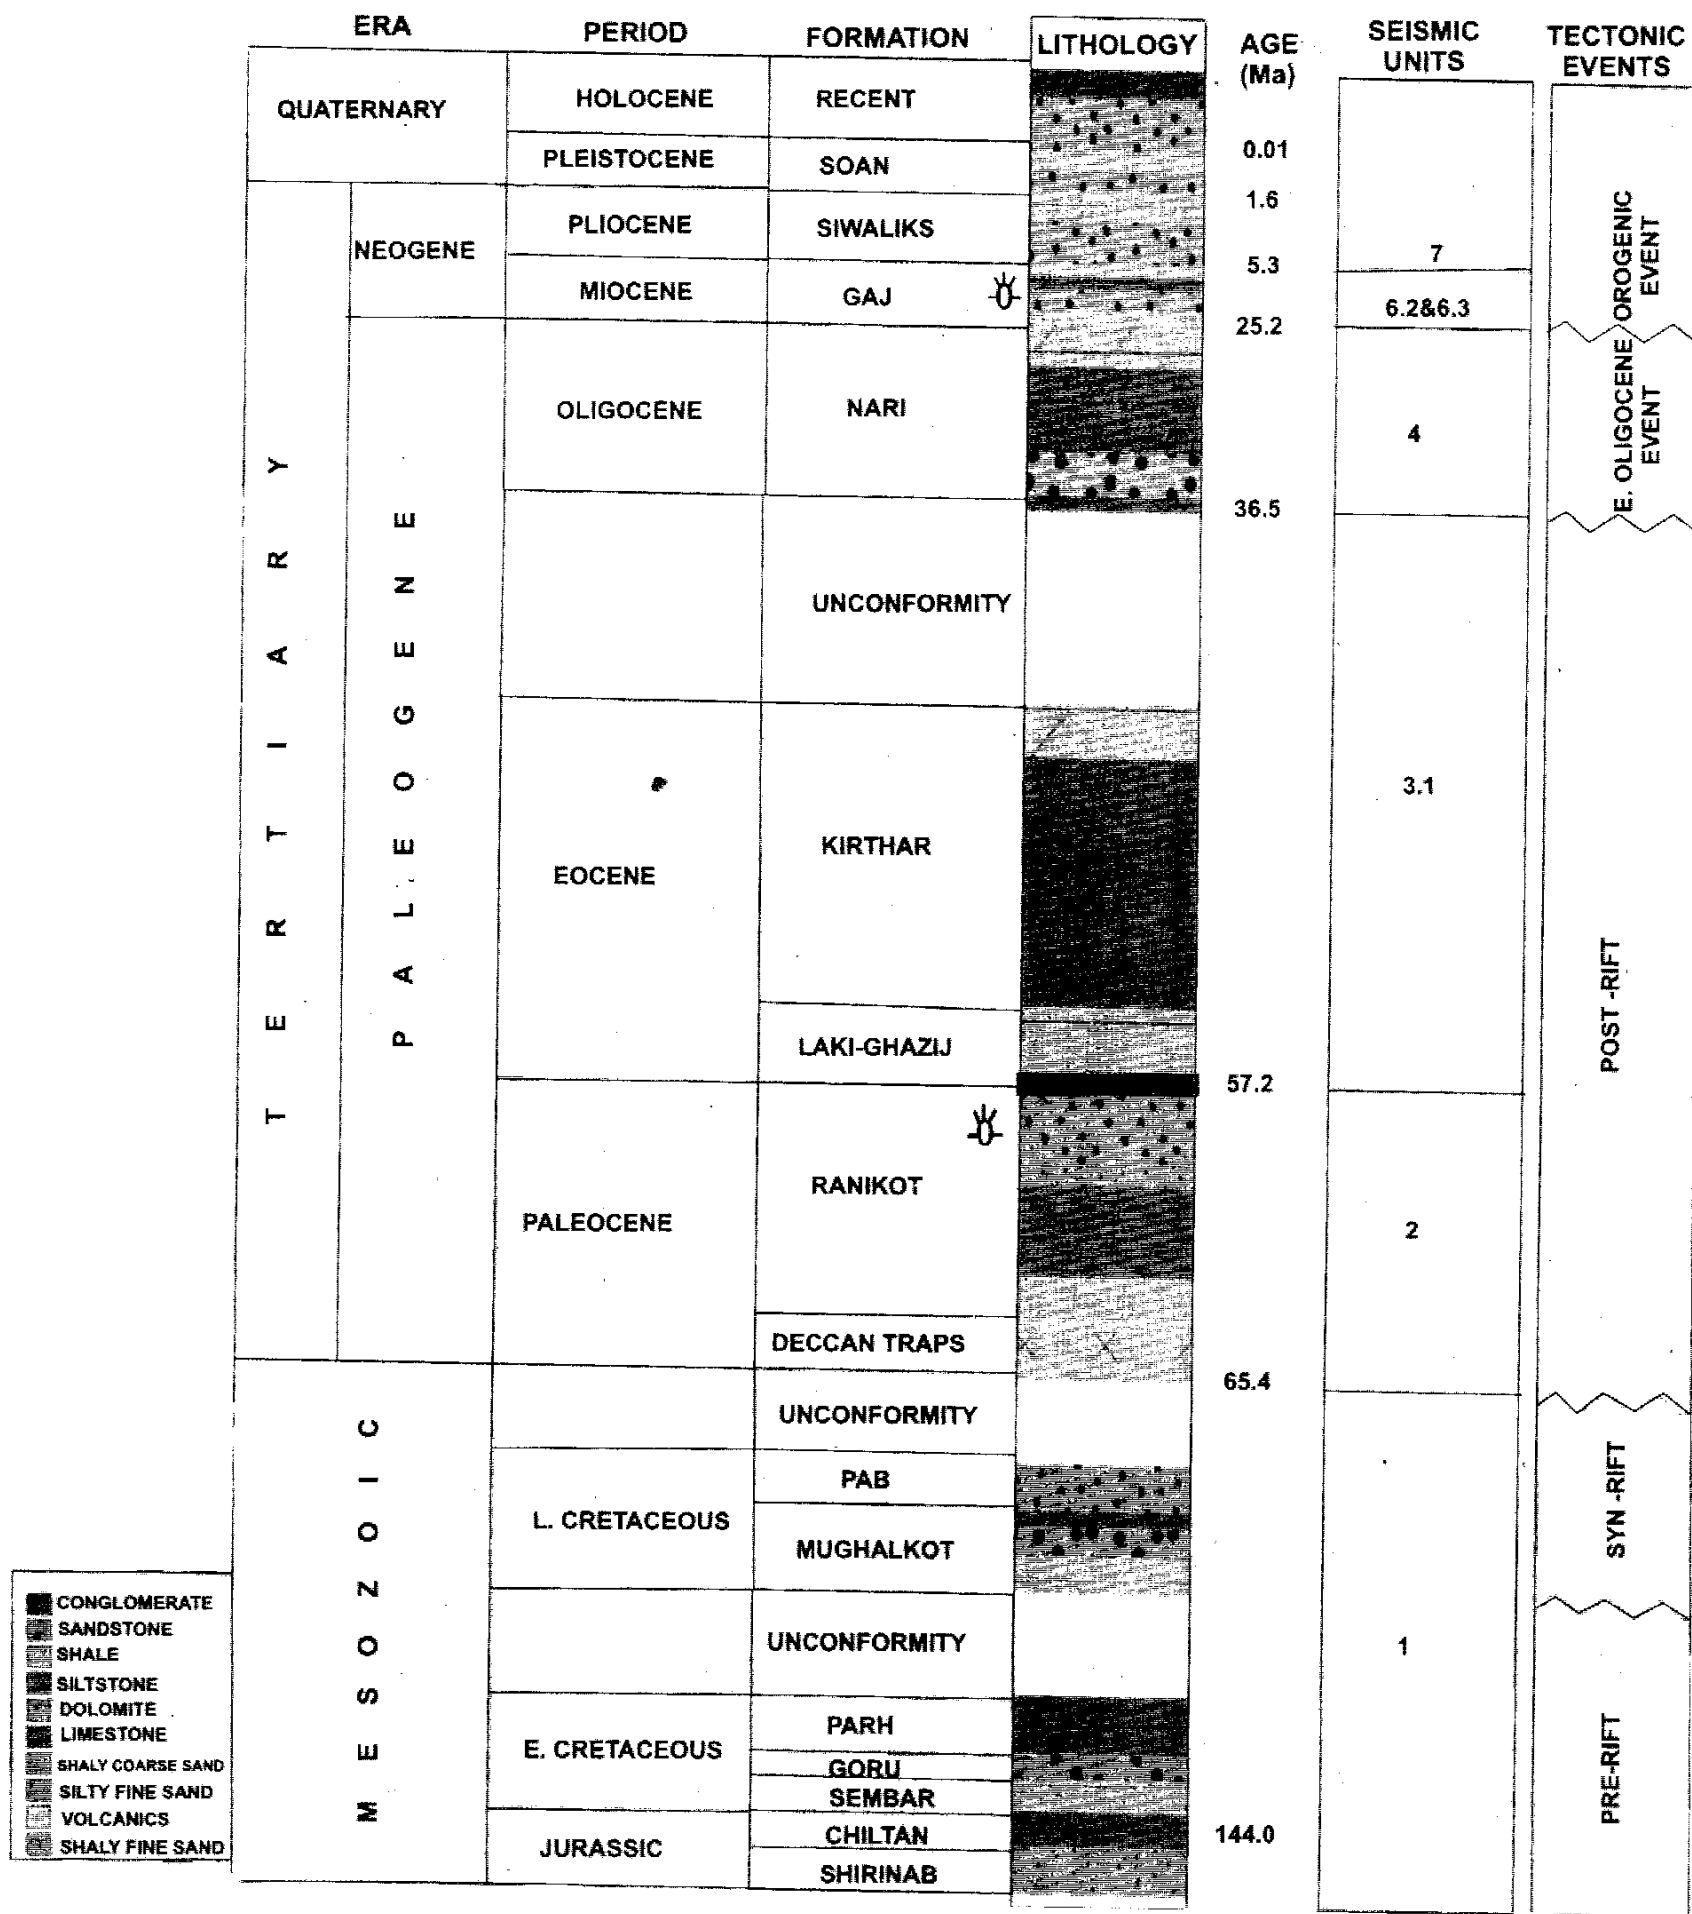 ERA
PERIOD
FORMATION
LITHOLOGY
AGE
(Ma)
SEISMIC
UNITS
TECTONIC
EVENTS
QUATERNARY
HOLOCENE
RECENT
0.01
PLEISTOCENE
SOAN
1.6
TERTIARY
NEOGENE
PLIOCENE
SIWALIKS
5.3
7
MIOCENE
GAJ
25.2
6.2&6.3
OROGENIC
EVENT
PALEOGENE
OLIGOCENE
NARI
36.5
4
E. OLIGOCENE
EVENT
UNCONFORMITY
EOCENE
KIRTHAR
3.1
LAKI-GHAZIJ
57.2
POST -RIFT
PALEOCENE
RANIKOT
2
DECCAN TRAPS
65.4
MESOZOIC
UNCONFORMITY
L. CRETACEOUS
PAB
MUGHALKOT
SYN -RIFT
UNCONFORMITY
1
E. CRETACEOUS
PARH
GORU
SEMBAR
PRE-RIFT
JURASSIC
CHILTAN
144.0
SHIRINAB
CONGLOMERATE
SANDSTONE
SHALE
SILTSTONE
DOLOMITE
LIMESTONE
SHALY COARSE SAND
SILTY FINE SAND
VOLCANICS
SHALY FINE SAND